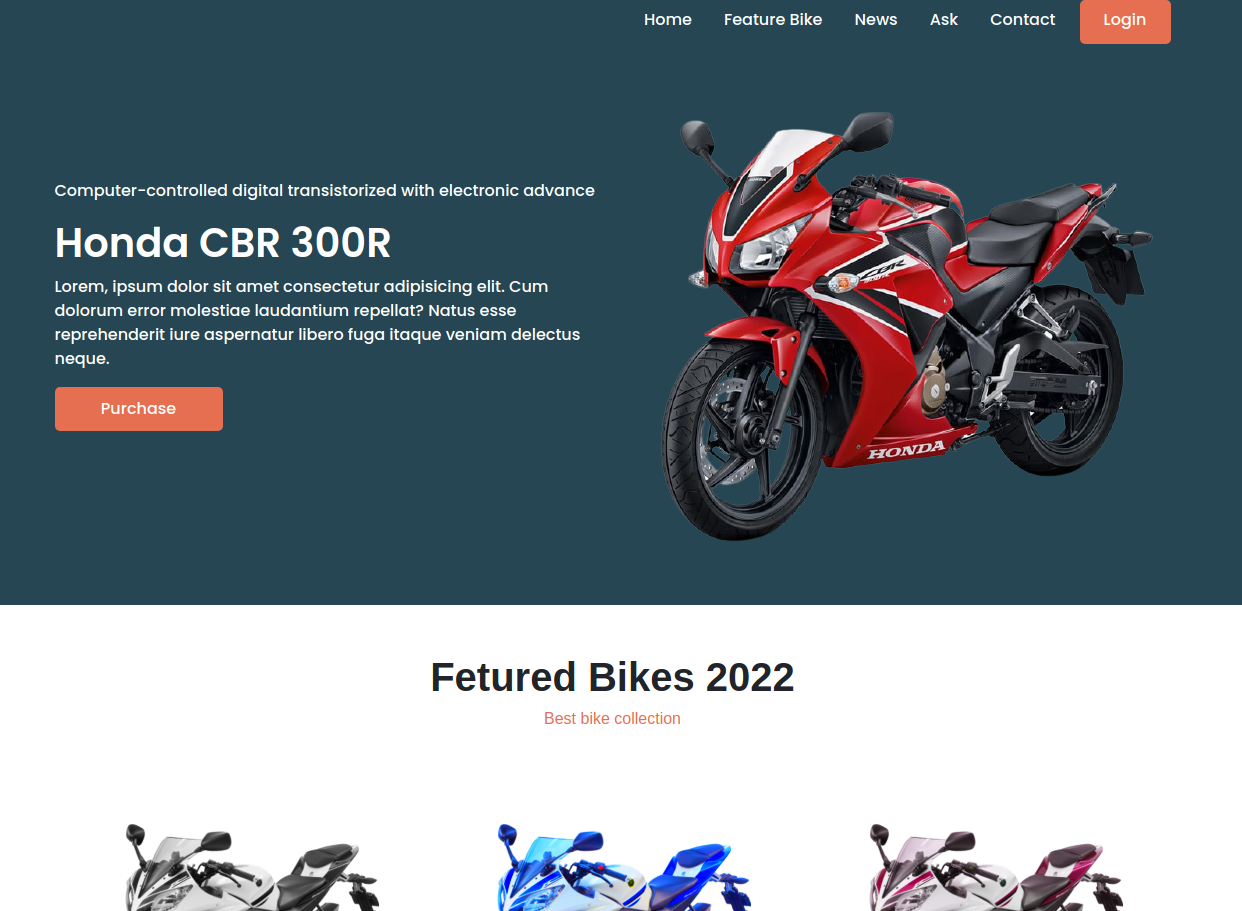 Home Feature Bike News Ask Contact Login
Computer-controlled digital transistorized with electronic advance
Honda CBR 300R
Lorem, ipsum dolor sit amet consectetur adipisicing elit. Cum
dolorum error molestiae laudantium repellat? Natus esse
reprehenderit iure aspernatur libero fuga itaque veniam delectus
neque.
Purchase
HONDA
Fetured Bikes 2022
Best bike collection